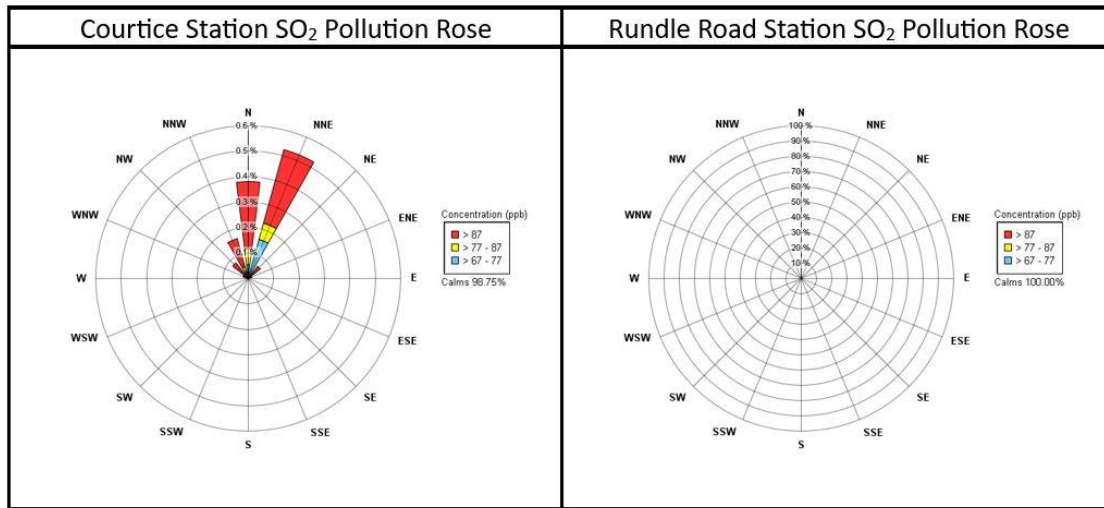 Courtice Station SO₂ Pollution Rose
N
NNE
NE
ENE
E
ESE
SE
SSE
S
SSW
SW
WSW
W
WNW
NW
NNW
0.6 %
0.5 %
0.4 %
0.3 %
0.2 %
0.1 %
Concentration (ppb)
> 87
> 77 - 87
> 67 - 77
Calms 98.75%
Rundle Road Station SO₂ Pollution Rose
N
NNE
NE
ENE
E
ESE
SE
SSE
S
SSW
SW
WSW
W
WNW
NW
NNW
100 %
90 %
80 %
70 %
60 %
50 %
40 %
30 %
20 %
10 %
Concentration (ppb)
> 87
> 77 - 87
> 67 - 77
Calms 100.00%